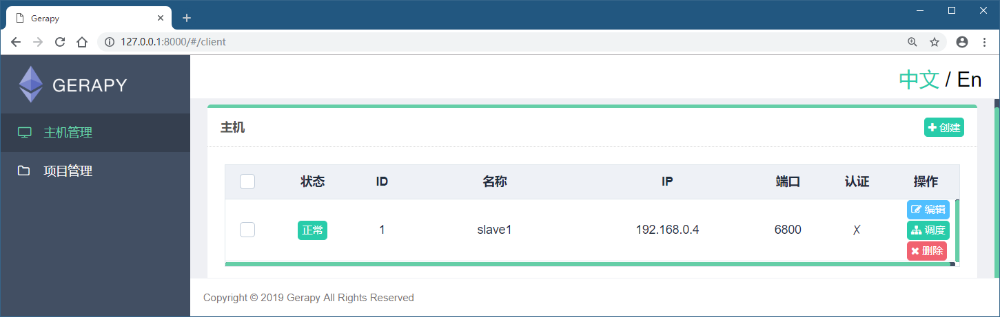 Gerapy
127.0.0.1:8000/#/client
GERAPY
中文 / En
主机管理
项目管理
主机
创建
状态 ID 名称 IP 端口 认证 操作
正常 1 slave1 192.168.0.4 6800 ✗
编辑
调度
删除
Copyright © 2019 Gerapy All Rights Reserved